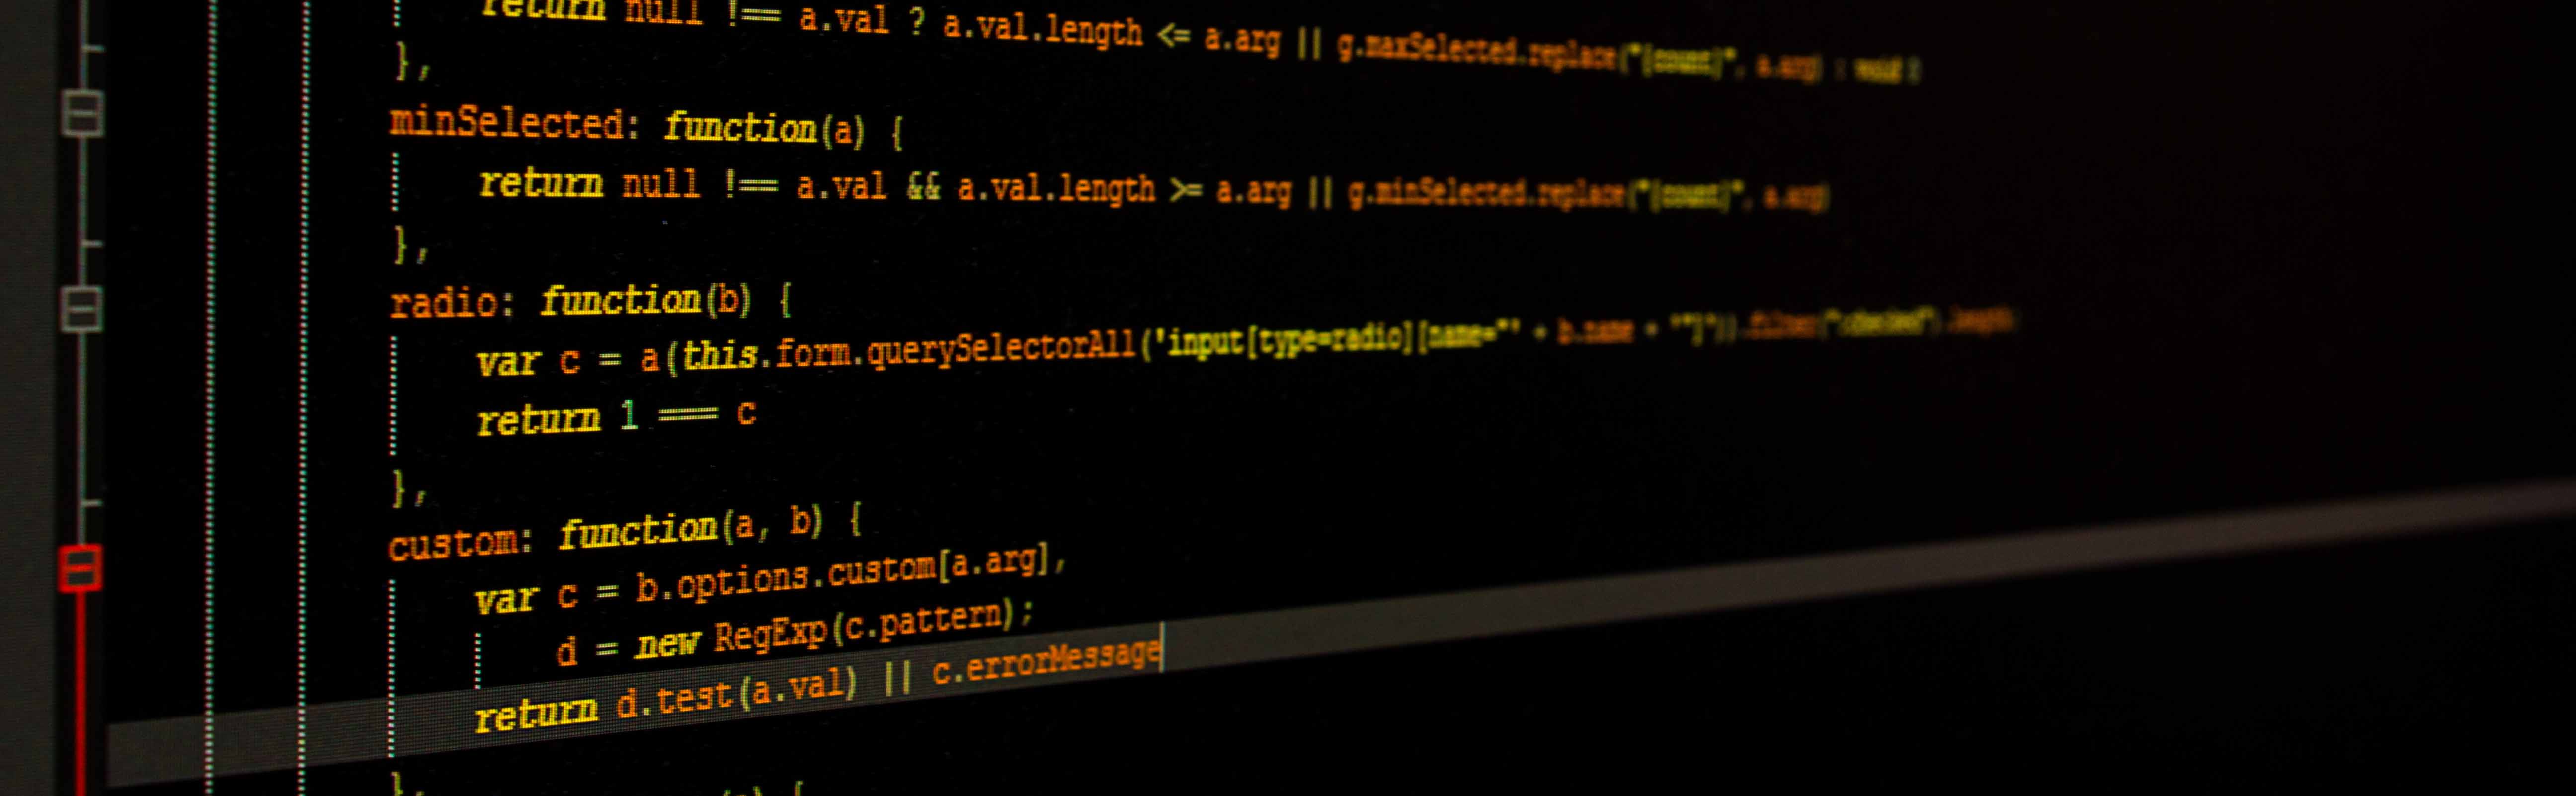 return null !== a.val ? a.val.length <= a.arg || g.maxSelected.replace("{count}", a.arg) : void 0
},
minSelected: function(a) {
return null !== a.val && a.val.length >= a.arg || g.minSelected.replace("{count}", a.arg)
},
radio: function(b) {
var c = a(this.form.querySelectorAll('input[type=radio][name="' + b.name + '"]')).filter(":checked").length;
return 1 === c
},
custom: function(a, b) {
var c = b.options.custom[a.arg],
d = new RegExp(c.pattern);
return d.test(a.val) || c.errorMessage
},